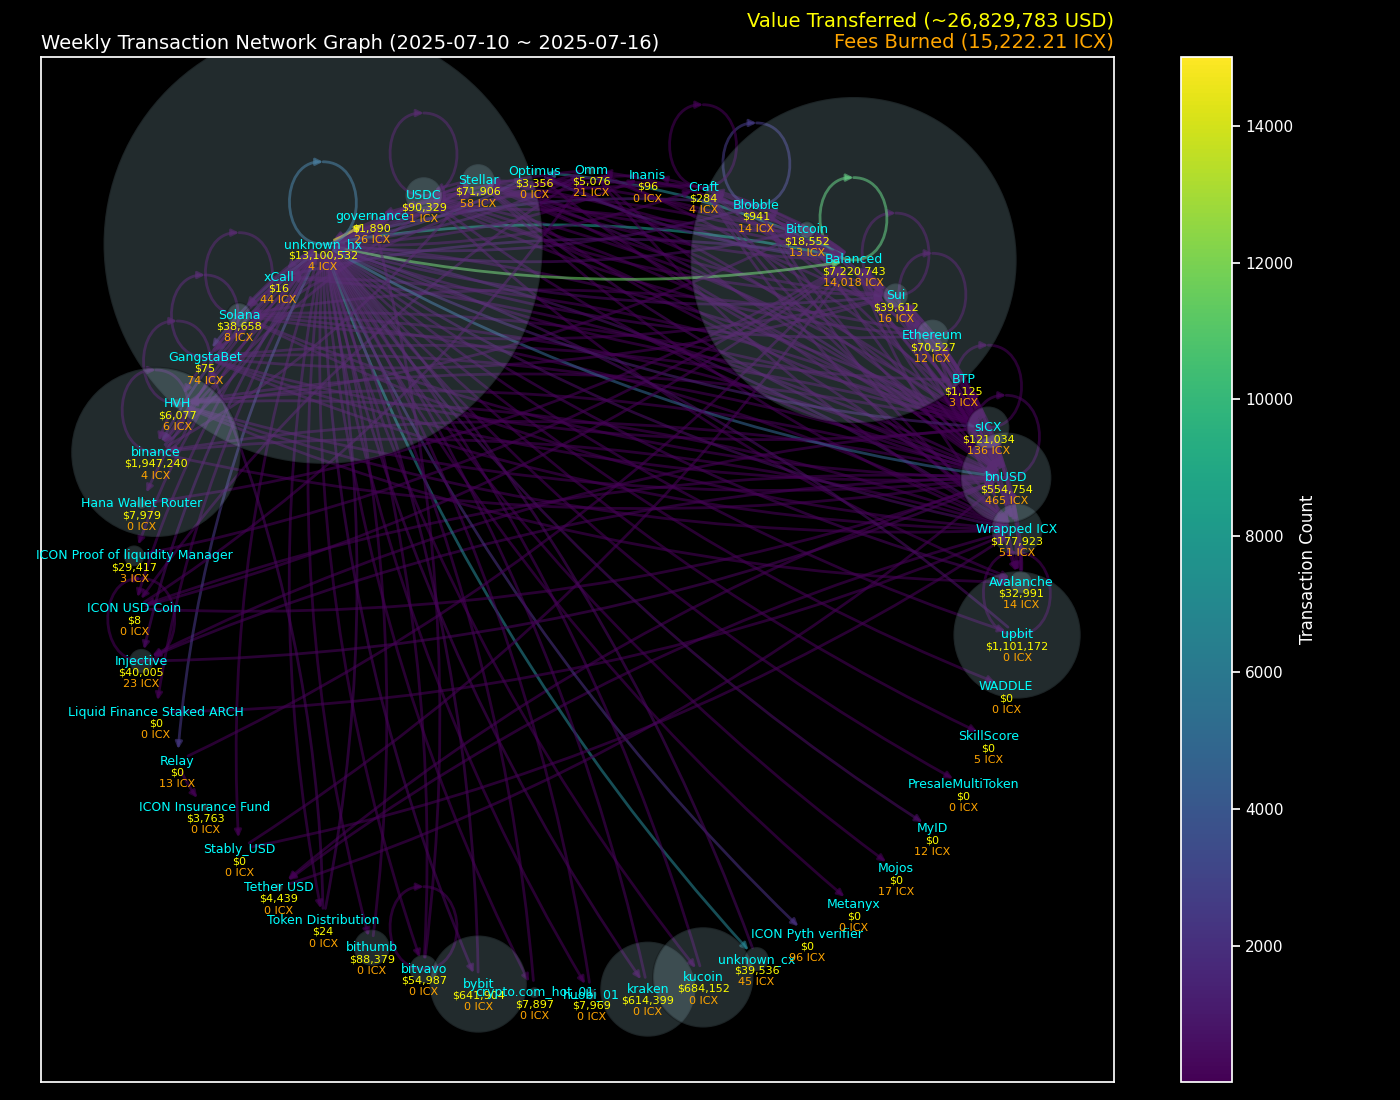 Value Transferred (~26,829,783 USD)
Weekly Transaction Network Graph (2025-07-10 ~ 2025-07-16)
Fees Burned (15,222.21 ICX)
Optimus
$3,356
0 ICX
Omm
$5,076
21 ICX
Inanis
$96
0 ICX
Stellar
$71,906
58 ICX
Craft
$284
4 ICX
USDC
$90,329
1 ICX
Blobble
$941
14 ICX
governance
$1,890
26 ICX
Bitcoin
$18,552
13 ICX
unknown_hx
$13,100,532
4 ICX
Balanced
$7,220,743
14,018 ICX
xCall
$16
44 ICX
Sui
$39,612
16 ICX
Solana
$38,658
8 ICX
Ethereum
$70,527
12 ICX
GangstaBet
$75
74 ICX
BTP
$1,125
3 ICX
HVH
$6,077
6 ICX
sICX
$121,034
136 ICX
binance
$1,947,240
4 ICX
bnUSD
$554,754
465 ICX
Hana Wallet Router
$7,979
0 ICX
Wrapped ICX
$177,923
51 ICX
ICON Proof of liquidity Manager
$29,417
3 ICX
Avalanche
$32,991
14 ICX
ICON USD Coin
$8
0 ICX
upbit
$1,101,172
0 ICX
Injective
$40,005
23 ICX
WADDLE
$0
0 ICX
Liquid Finance Staked ARCH
$0
0 ICX
SkillScore
$0
5 ICX
Relay
$0
13 ICX
PresaleMultiToken
$0
0 ICX
ICON Insurance Fund
$3,763
0 ICX
MyID
$0
12 ICX
Stably_USD
$0
0 ICX
Mojos
$0
17 ICX
Tether USD
$4,439
0 ICX
Metanyx
$0
0 ICX
Token Distribution
$24
0 ICX
ICON Pyth verifier
$0
96 ICX
bithumb
$88,379
0 ICX
unknown_cx
$39,536
45 ICX
bitvavo
$54,987
0 ICX
kucoin
$684,152
0 ICX
bybit
$641,904
0 ICX
kraken
$614,399
0 ICX
crypto.com_hot_01
$7,897
0 ICX
huobi_01
$7,969
0 ICX
14000
12000
10000
8000
6000
4000
2000
Transaction Count